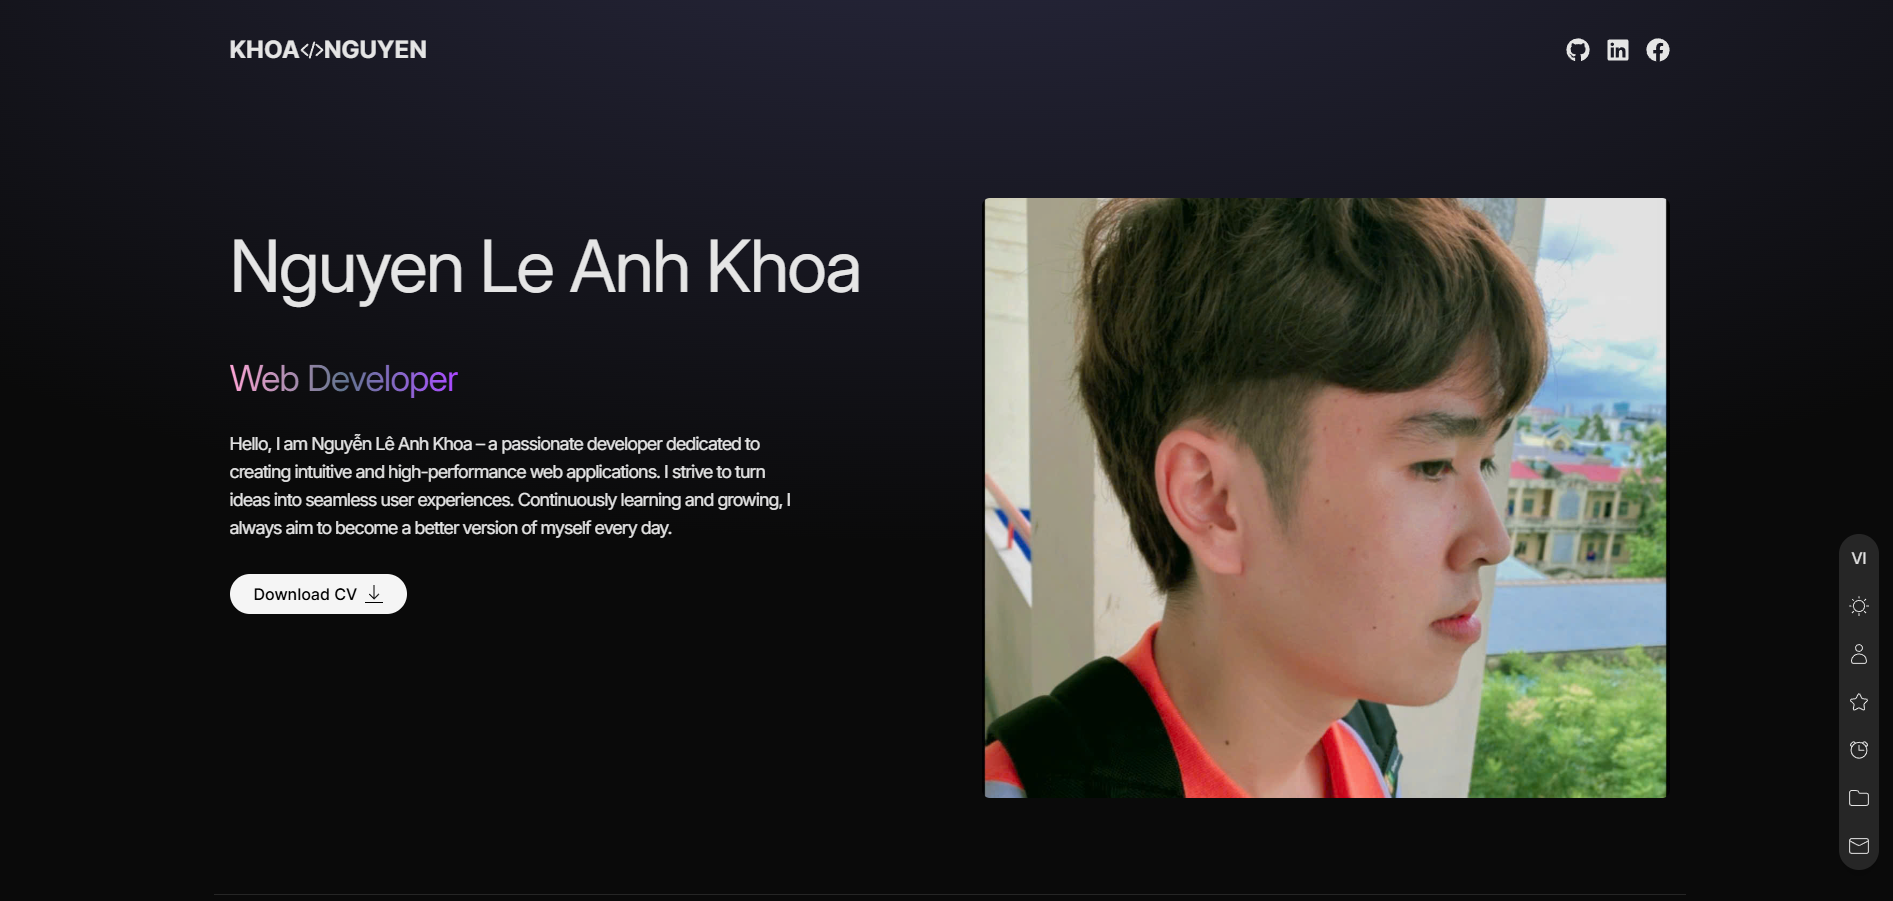 KHOA</>NGUYEN
Nguyen Le Anh Khoa
Web Developer
Hello, I am Nguyễn Lê Anh Khoa – a passionate developer dedicated to
creating intuitive and high-performance web applications. I strive to turn
ideas into seamless user experiences. Continuously learning and growing, I
always aim to become a better version of myself every day.
Download CV
VI